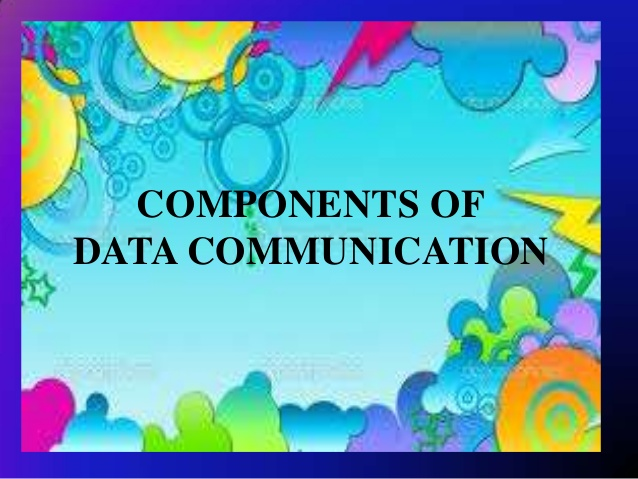 COMPONENTS OF
DATA COMMUNICATION